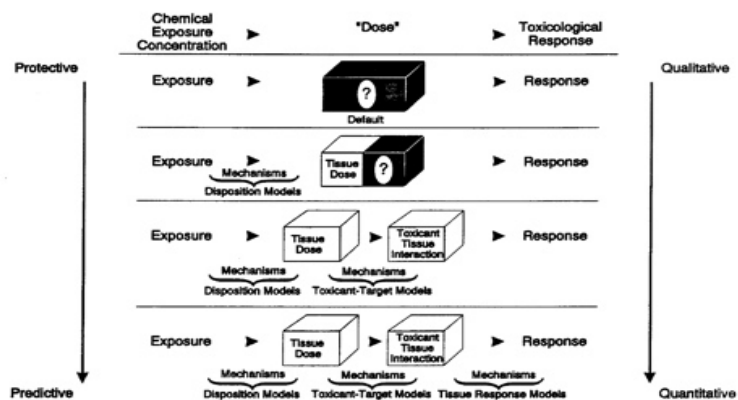 Chemical
Exposure
Concentration
"Dose"
Toxicological
Response
Protective
Qualitative
Exposure
?
Response
Default
Exposure
Tissue
Dose
?
Response
Mechanisms
Disposition Models
Exposure
Tissue
Dose
Toxicant
Tissue
Interaction
Response
Mechanisms
Mechanisms
Disposition Models
Toxicant-Target Models
Exposure
Tissue
Dose
Toxicant
Tissue
Interaction
Response
Mechanisms
Mechanisms
Mechanisms
Predictive
Disposition Models
Toxicant-Target Models
Tissue Response Models
Quantitative